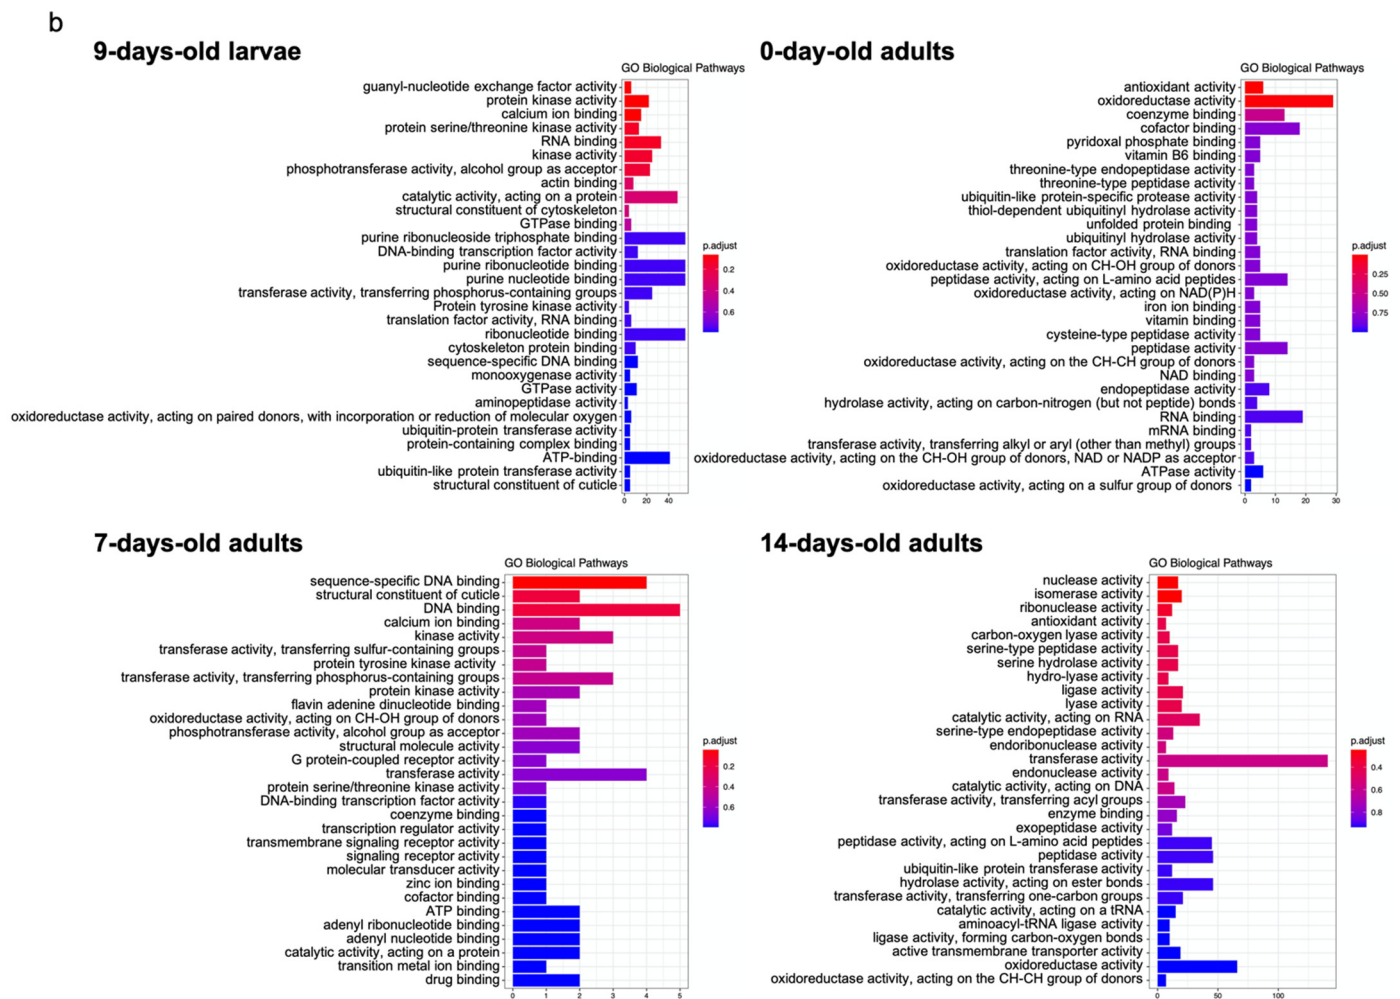 b
9-days-old larvae
GO Biological Pathways
guanyl-nucleotide exchange factor activity
protein kinase activity
calcium ion binding
protein serine/threonine kinase activity
RNA binding
kinase activity
phosphotransferase activity, alcohol group as acceptor
actin binding
catalytic activity, acting on a protein
structural constituent of cytoskeleton
GTPase binding
purine ribonucleoside triphosphate binding
DNA-binding transcription factor activity
purine ribonucleotide binding
purine nucleotide binding
transferase activity, transferring phosphorus-containing groups
Protein tyrosine kinase activity
translation factor activity, RNA binding
ribonucleotide binding
cytoskeleton protein binding
sequence-specific DNA binding
monooxygenase activity
GTPase activity
aminopeptidase activity
oxidoreductase activity, acting on paired donors, with incorporation or reduction of molecular oxygen
ubiquitin-protein transferase activity
protein-containing complex binding
ATP-binding
ubiquitin-like protein transferase activity
structural constituent of cuticle
0 20 40
p.adjust
0.2
0.4
0.6
0-day-old adults
GO Biological Pathways
antioxidant activity
oxidoreductase activity
coenzyme binding
cofactor binding
pyridoxal phosphate binding
vitamin B6 binding
threonine-type endopeptidase activity
threonine-type peptidase activity
ubiquitin-like protein-specific protease activity
thiol-dependent ubiquitinyl hydrolase activity
unfolded protein binding
ubiquitinyl hydrolase activity
translation factor activity, RNA binding
oxidoreductase activity, acting on CH-OH group of donors
peptidase activity, acting on L-amino acid peptides
oxidoreductase activity, acting on NAD(P)H
iron ion binding
vitamin binding
cysteine-type peptidase activity
peptidase activity
oxidoreductase activity, acting on the CH-CH group of donors
NAD binding
endopeptidase activity
hydrolase activity, acting on carbon-nitrogen (but not peptide) bonds
RNA binding
mRNA binding
transferase activity, transferring alkyl or aryl (other than methyl) groups
oxidoreductase activity, acting on the CH-OH group of donors, NAD or NADP as acceptor
ATPase activity
oxidoreductase activity, acting on a sulfur group of donors
0 10 20 30
p.adjust
0.25
0.50
0.75
7-days-old adults
GO Biological Pathways
sequence-specific DNA binding
structural constituent of cuticle
DNA binding
calcium ion binding
kinase activity
transferase activity, transferring sulfur-containing groups
protein tyrosine kinase activity
transferase activity, transferring phosphorus-containing groups
protein kinase activity
flavin adenine dinucleotide binding
oxidoreductase activity, acting on CH-OH group of donors
phosphotransferase activity, alcohol group as acceptor
structural molecule activity
G protein-coupled receptor activity
transferase activity
protein serine/threonine kinase activity
DNA-binding transcription factor activity
coenzyme binding
transcription regulator activity
transmembrane signaling receptor activity
signaling receptor activity
molecular transducer activity
zinc ion binding
cofactor binding
ATP binding
adenyl ribonucleotide binding
adenyl nucleotide binding
catalytic activity, acting on a protein
transition metal ion binding
drug binding
0 1 2 3 4 5
p.adjust
0.2
0.4
0.6
14-days-old adults
GO Biological Pathways
nuclease activity
isomerase activity
ribonuclease activity
antioxidant activity
carbon-oxygen lyase activity
serine-type peptidase activity
serine hydrolase activity
hydro-lyase activity
ligase activity
lyase activity
catalytic activity, acting on RNA
serine-type endopeptidase activity
endoribonuclease activity
transferase activity
endonuclease activity
catalytic activity, acting on DNA
transferase activity, transferring acyl groups
enzyme binding
exopeptidase activity
peptidase activity, acting on L-amino acid peptides
peptidase activity
ubiquitin-like protein transferase activity
hydrolase activity, acting on ester bonds
transferase activity, transferring one-carbon groups
catalytic activity, acting on a tRNA
aminoacyl-tRNA ligase activity
ligase activity, forming carbon-oxygen bonds
active transmembrane transporter activity
oxidoreductase activity
oxidoreductase activity, acting on the CH-CH group of donors
0 50 100
p.adjust
0.4
0.6
0.8